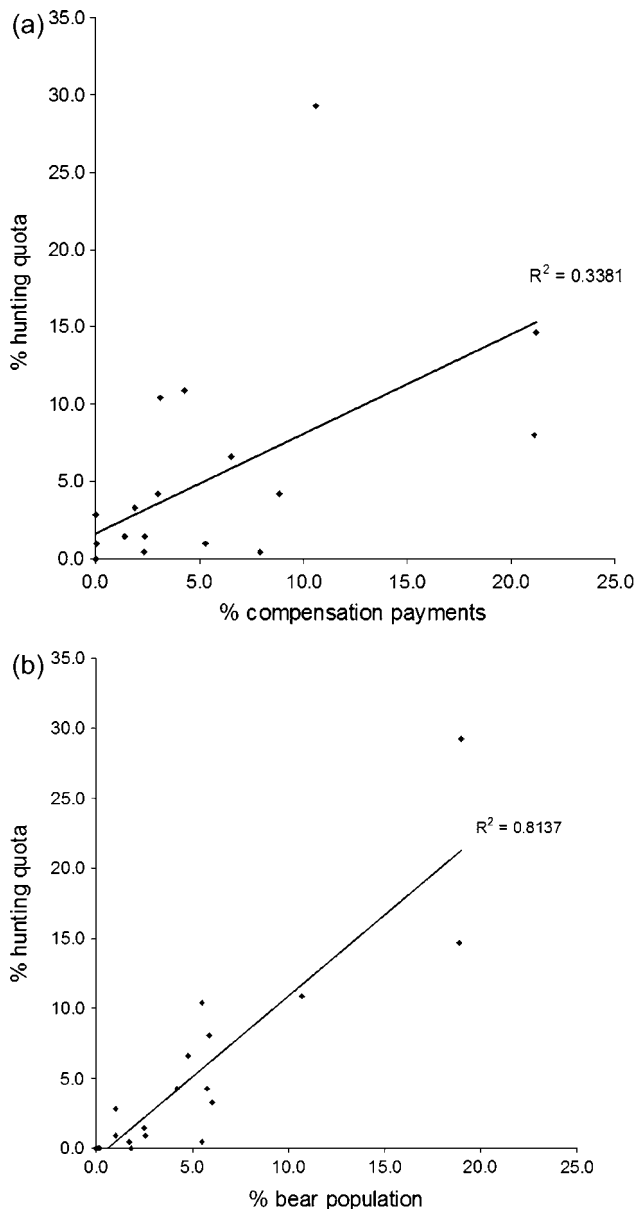 (a)
35.0
30.0
25.0
20.0
15.0
10.0
5.0
0.0
% hunting quota
R² = 0.3381
0.0 5.0 10.0 15.0 20.0 25.0
% compensation payments
(b)
35.0
30.0
25.0
20.0
15.0
10.0
5.0
0.0
% hunting quota
R² = 0.8137
0.0 5.0 10.0 15.0 20.0 25.0
% bear population